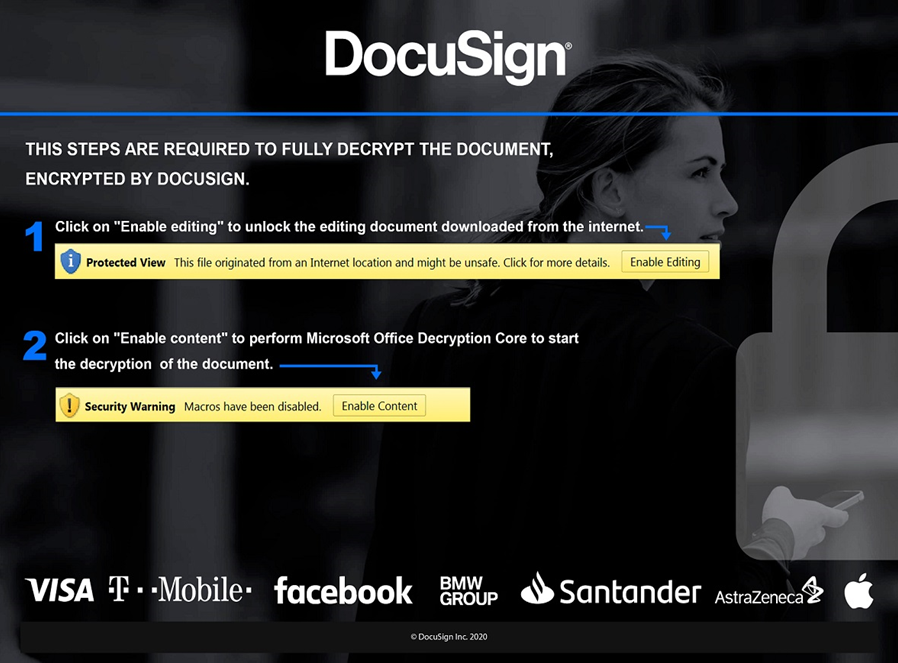 DocuSign®
THIS STEPS ARE REQUIRED TO FULLY DECRYPT THE DOCUMENT,
ENCRYPTED BY DOCUSIGN.
1 Click on "Enable editing" to unlock the editing document downloaded from the internet.
Protected View This file originated from an Internet location and might be unsafe. Click for more details. Enable Editing
2 Click on "Enable content" to perform Microsoft Office Decryption Core to start
the decryption of the document.
Security Warning Macros have been disabled. Enable Content
VISA T··Mobile· facebook BMW GROUP Santander AstraZeneca
© DocuSign Inc. 2020